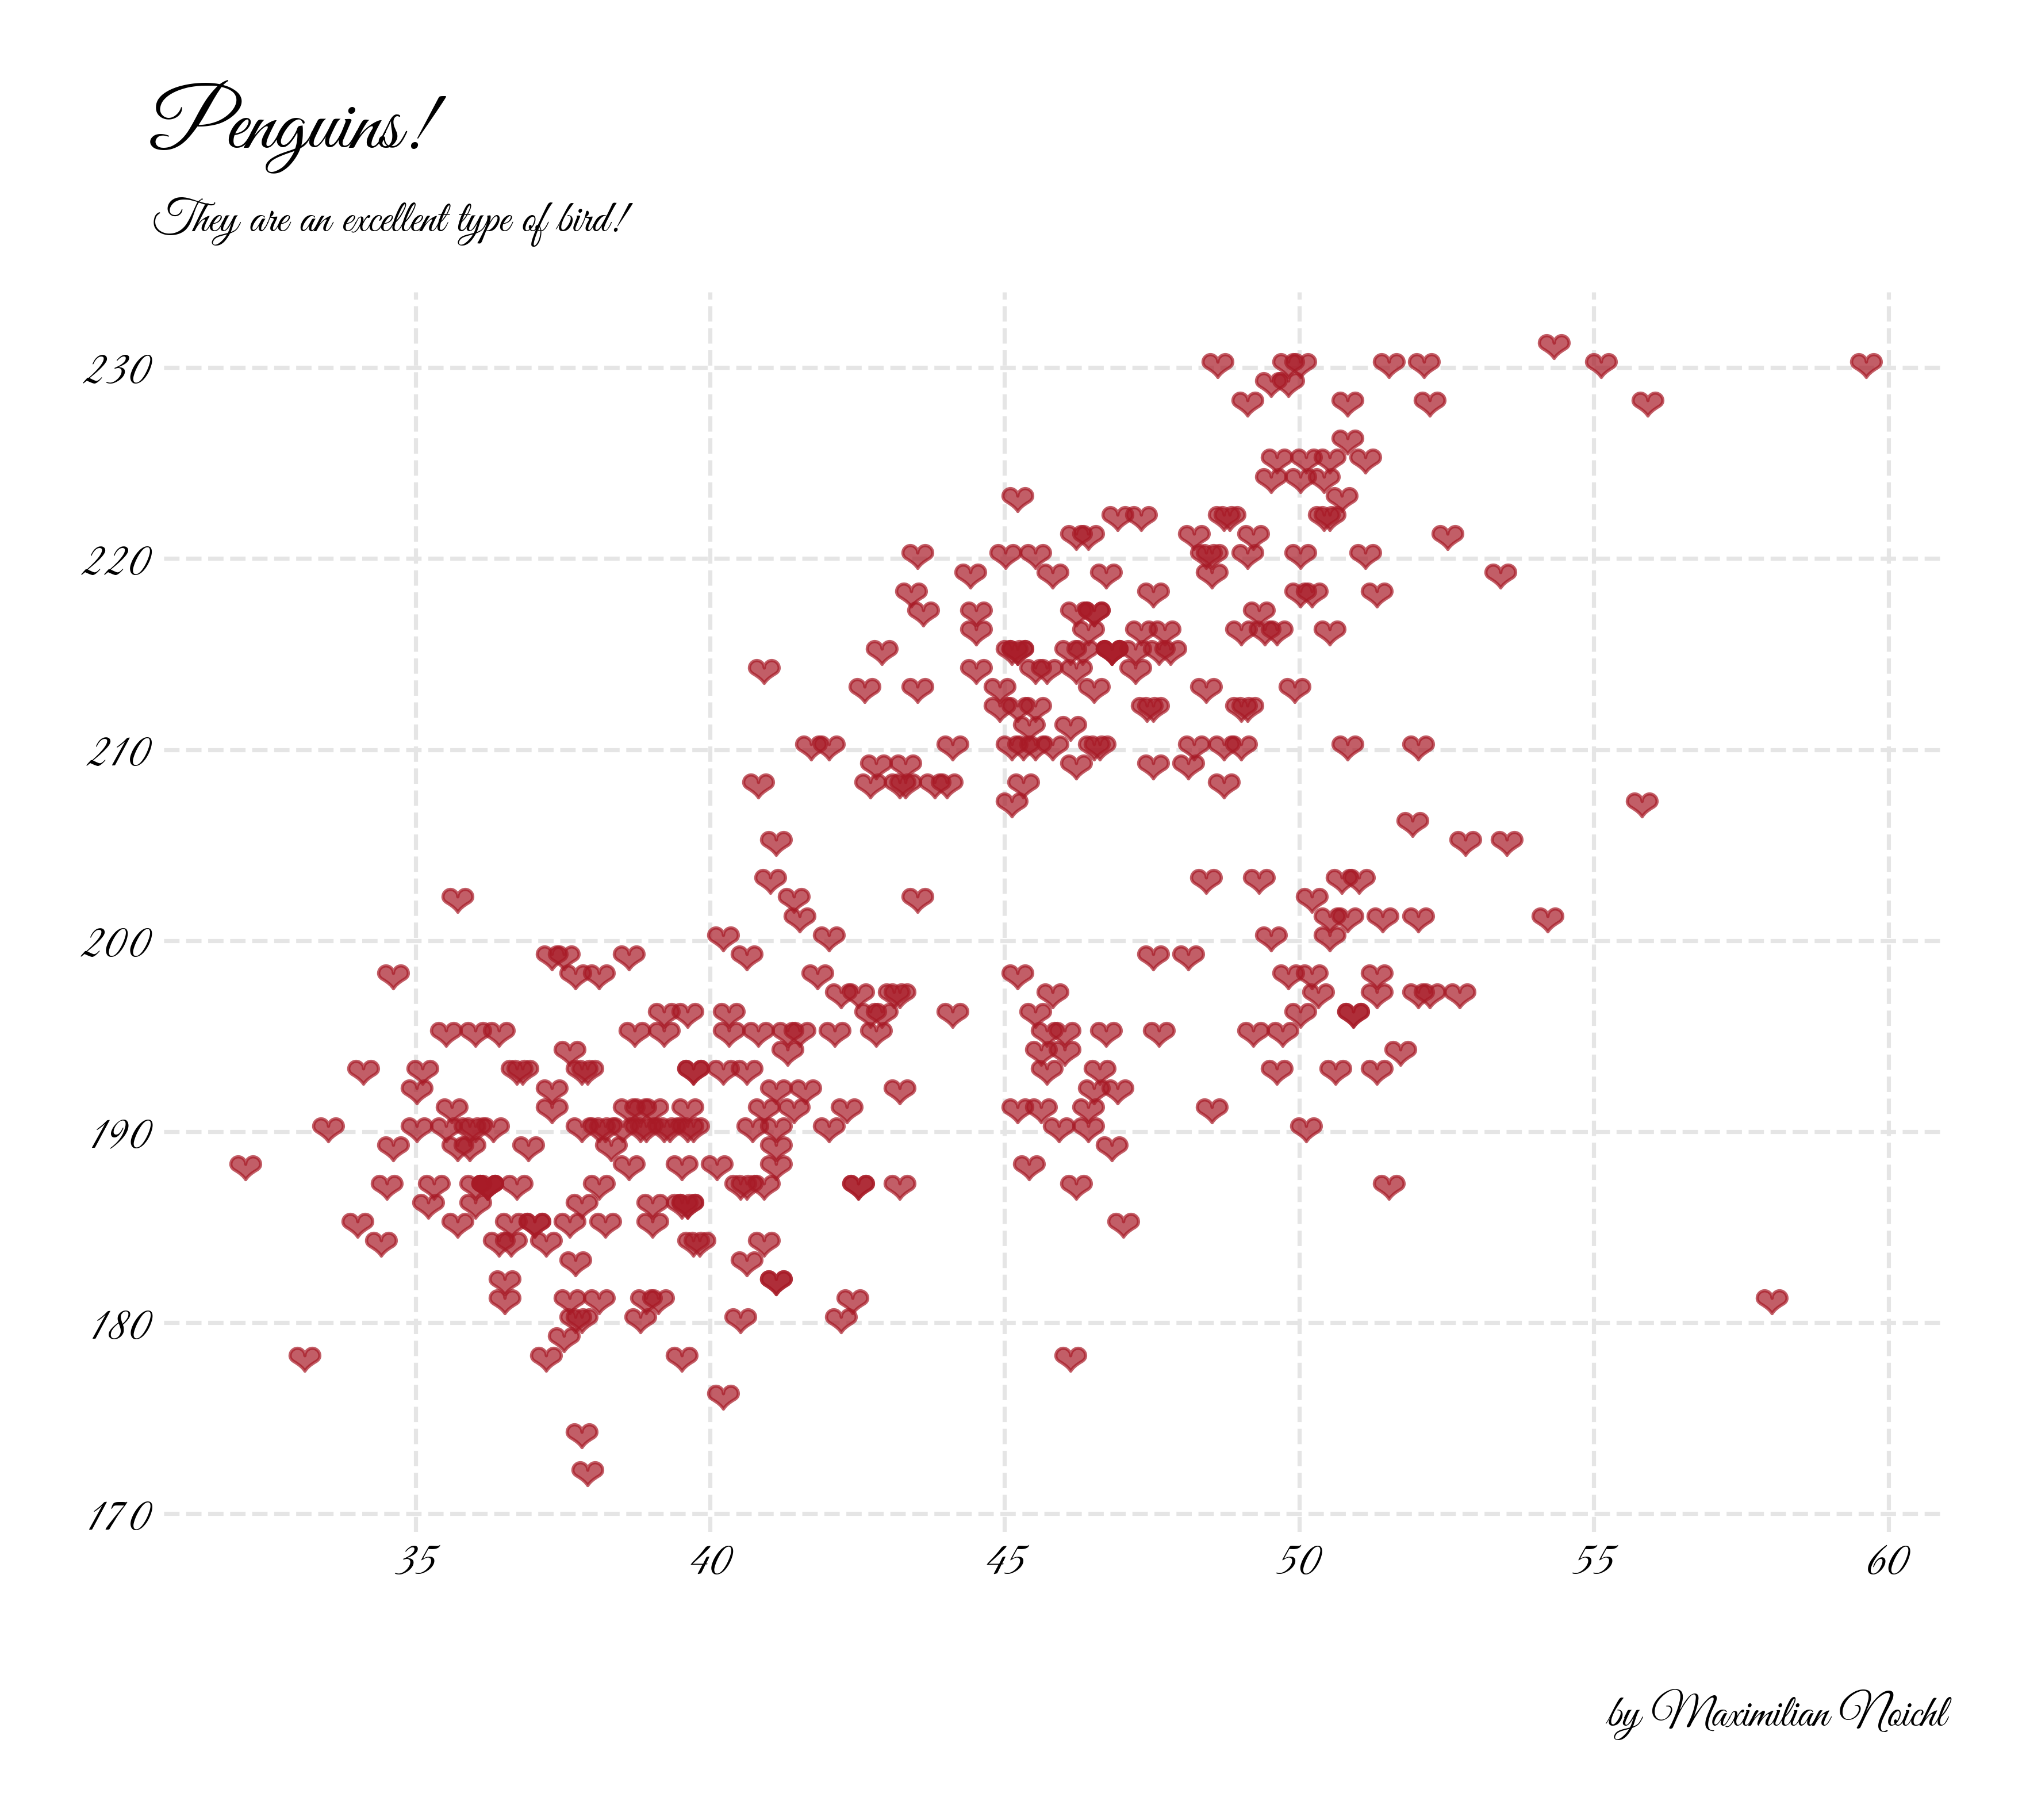 Penguins!
They are an excellent type of bird!
230
220
210
200
190
180
170
35 40 45 50 55 60
by Maximilian Noichl